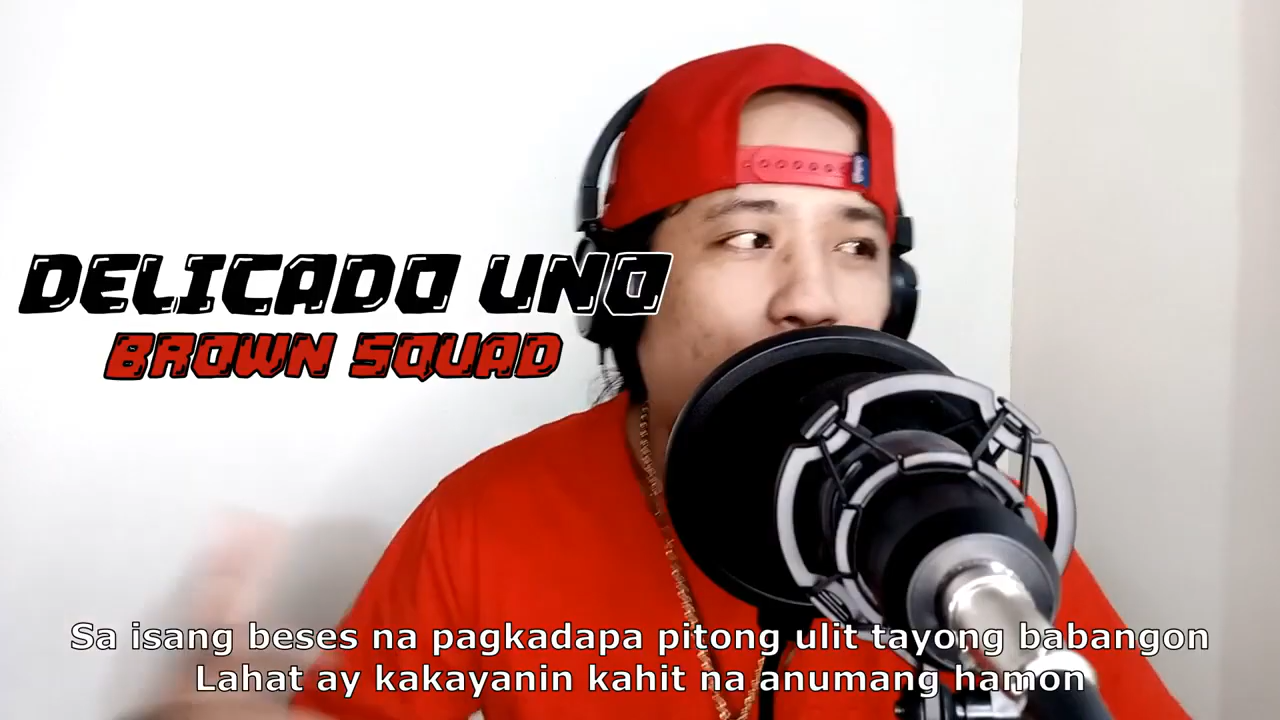 DELICADO UNO
BROWN SQUAD
Sa isang beses na pagkadapa pitong ulit tayong babangon
Lahat ay kakayanin kahit na anumang hamon